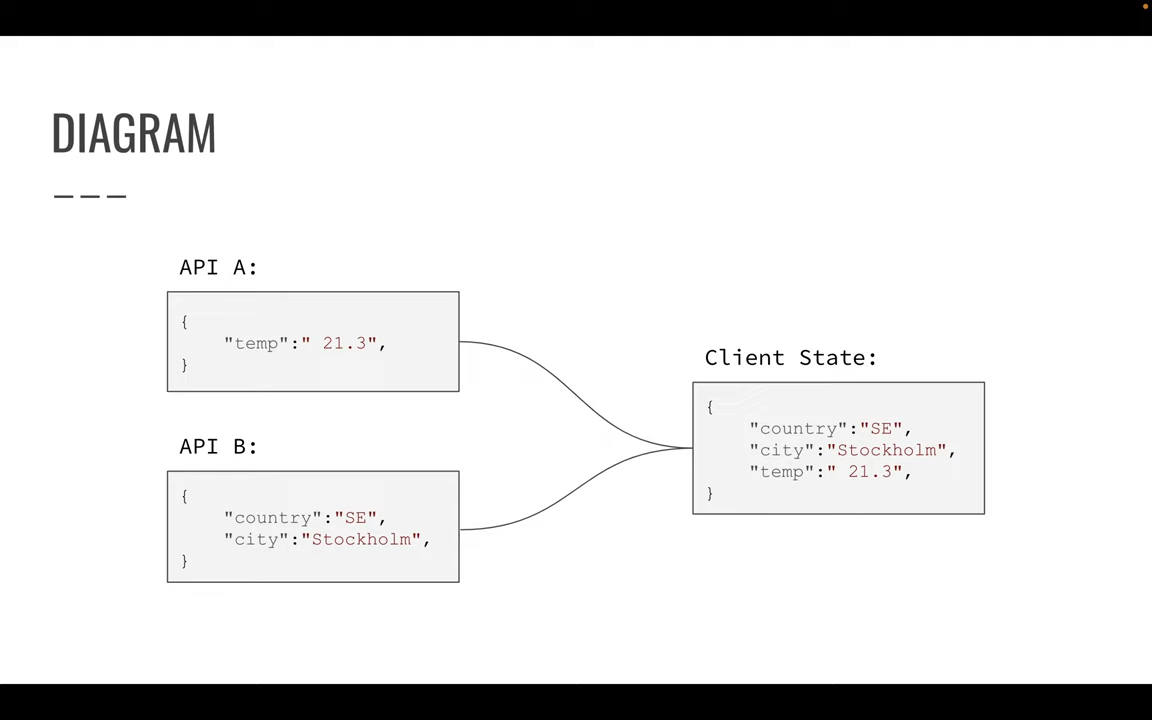 DIAGRAM
API A:
{
"temp":" 21.3",
}
API B:
{
"country":"SE",
"city":"Stockholm",
}
Client State:
{
"country":"SE",
"city":"Stockholm",
"temp":" 21.3",
}